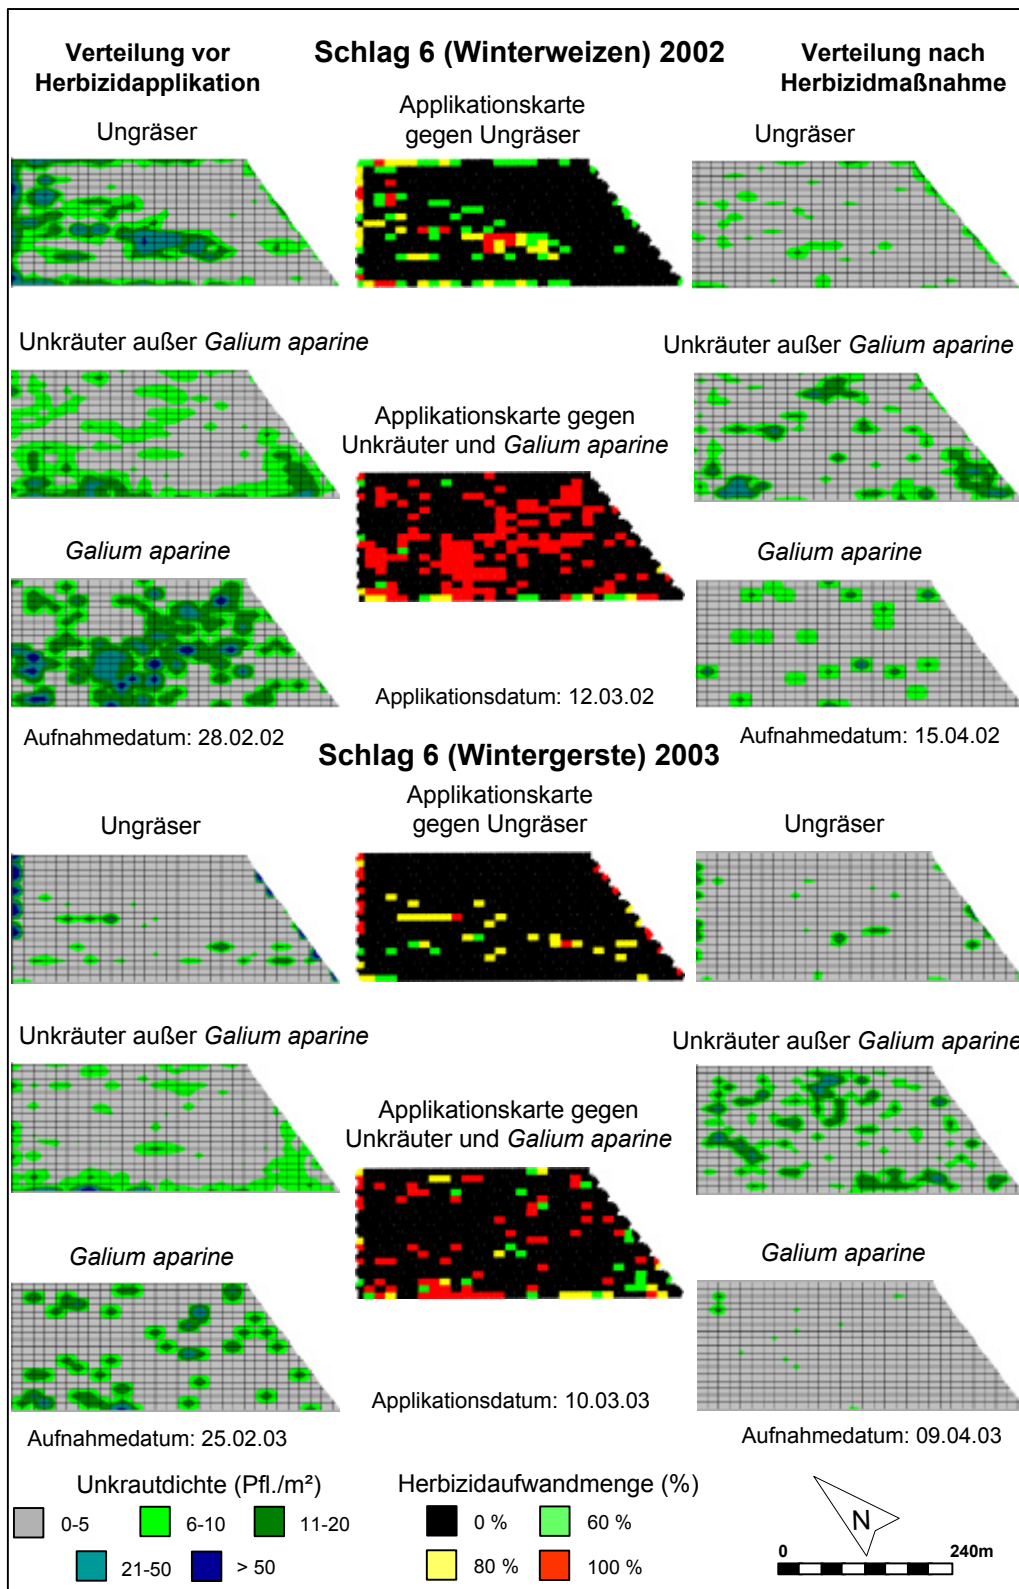 Schlag 6 (Winterweizen) 2002
Verteilung vor
Herbizidapplikation
Verteilung nach
Herbizidmaßnahme
Ungräser
Applikationskarte
gegen Ungräser
Ungräser
Unkräuter außer Galium aparine
Applikationskarte gegen
Unkräuter und Galium aparine
Unkräuter außer Galium aparine
Galium aparine
Galium aparine
Aufnahmedatum: 28.02.02
Applikationsdatum: 12.03.02
Aufnahmedatum: 15.04.02
Schlag 6 (Wintergerste) 2003
Ungräser
Applikationskarte
gegen Ungräser
Ungräser
Unkräuter außer Galium aparine
Applikationskarte gegen
Unkräuter und Galium aparine
Unkräuter außer Galium aparine
Galium aparine
Galium aparine
Aufnahmedatum: 25.02.03
Applikationsdatum: 10.03.03
Aufnahmedatum: 09.04.03
Unkrautdichte (Pfl./m²)
0-5
6-10
11-20
21-50
> 50
Herbizidaufwandmenge (%)
0 %
60 %
80 %
100 %
N
0
240m